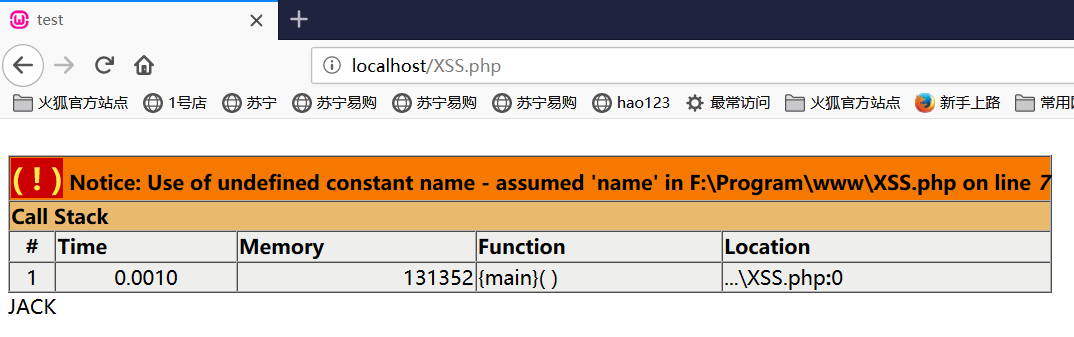 test
localhost/XSS.php
火狐官方站点 1号店 苏宁 苏宁易购 苏宁易购 苏宁易购 hao123 最常访问 火狐官方站点 新手上路 常用
( ! ) Notice: Use of undefined constant name - assumed 'name' in F:\Program\www\XSS.php on line 7
Call Stack
# Time Memory Function Location
1 0.0010 131352 {main}( ) ...\XSS.php:0
JACK